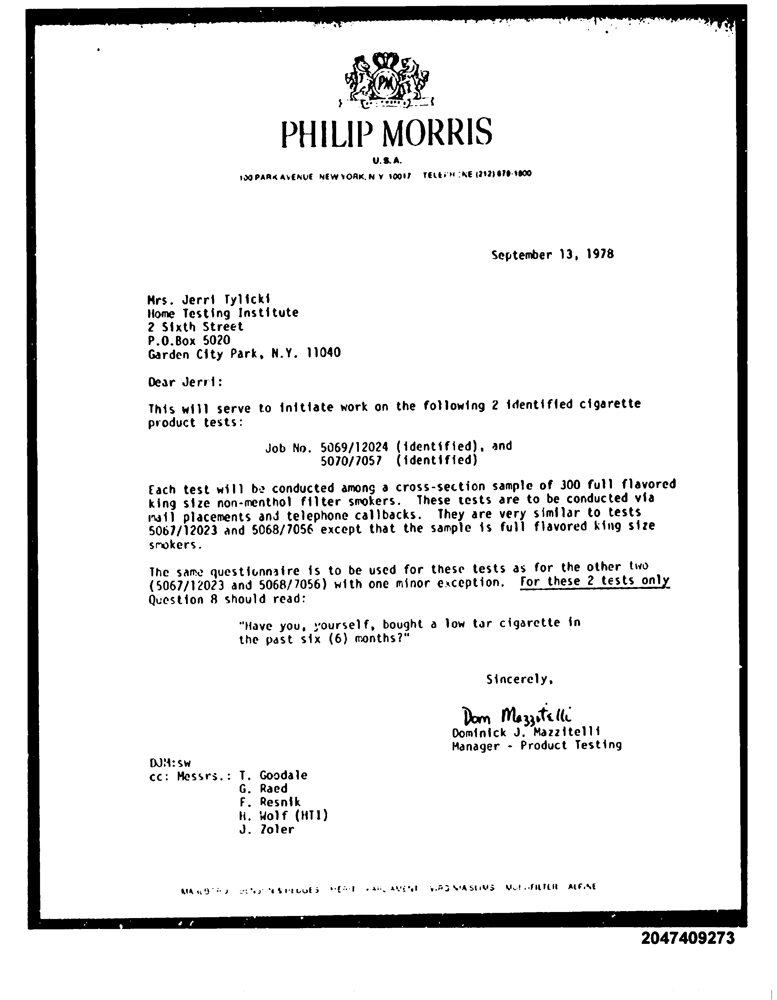 PM
PHILIP MORRIS
U.S.A.
100 PARK AVENUE NEW YORK, N Y 10017 TELEPHONE (212) 679-1800
September 13, 1978
Mrs. Jerri Tylicki
Home Testing Institute
2 Sixth Street
P.O.Box 5020
Garden City Park, N.Y. 11040
Dear Jerri:
This will serve to initiate work on the following 2 identified cigarette
product tests:
Job No. 5069/12024 (identified), and
5070/7057 (identified)
Each test will be conducted among a cross-section sample of 300 full flavored
king size non-menthol filter smokers. These tests are to be conducted via
mail placements and telephone callbacks. They are very similar to tests
5067/12023 and 5068/7056 except that the sample is full flavored king size
smokers.
The same questionnaire is to be used for these tests as for the other two
(5067/12023 and 5068/7056) with one minor exception. For these 2 tests only
Question 8 should read:
"Have you, yourself, bought a low tar cigarette in
the past six (6) months?"
Sincerely,
Dom Mazzitelli
Dominick J. Mazzitelli
Manager - Product Testing
DJM:sw
cc: Messrs.: T. Goodale
G. Raed
F. Resnik
H. Wolf (HTI)
J. Zoler
MARLBORO BENSON & HEDGES MERIT PARLIAMENT VIRGINIA SLIMS MULTIFILTER ALPINE
2047409273